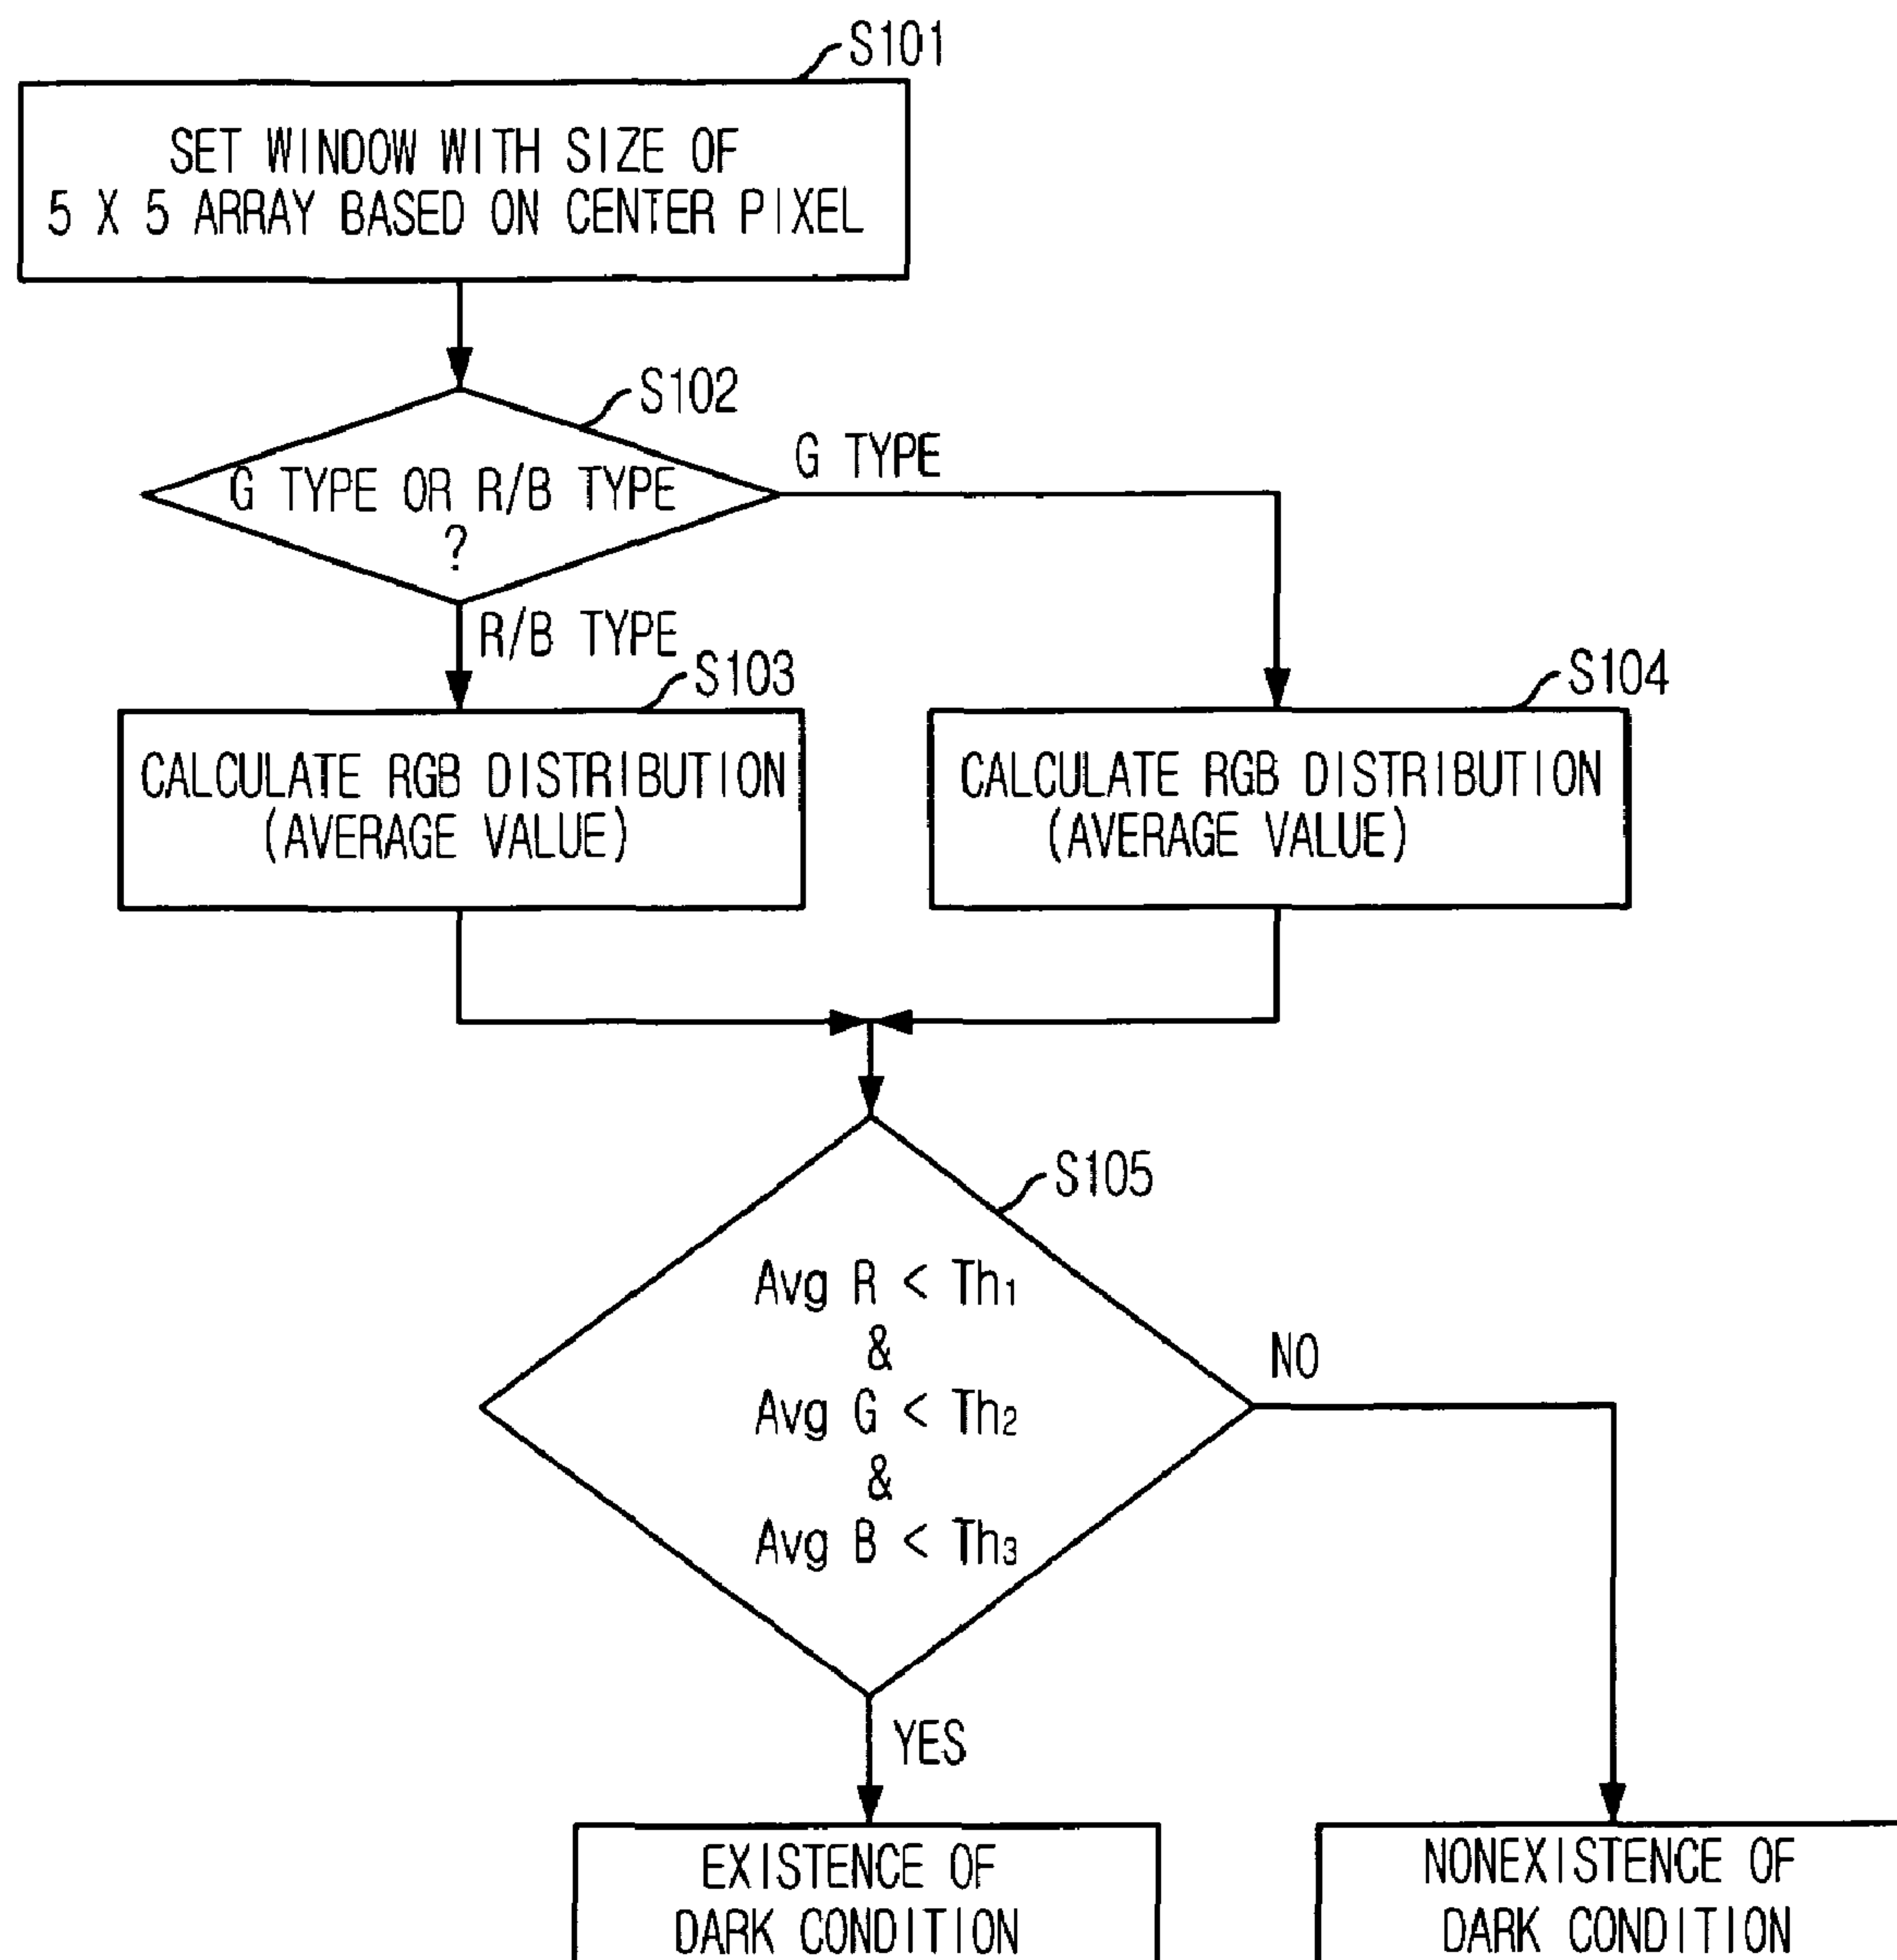 S101
SET WINDOW WITH SIZE OF
5 X 5 ARRAY BASED ON CENTER PIXEL
S102
G TYPE OR R/B TYPE
?
G TYPE
R/B TYPE
S103
CALCULATE RGB DISTRIBUTION
(AVERAGE VALUE)
S104
CALCULATE RGB DISTRIBUTION
(AVERAGE VALUE)
S105
Avg R < Th₁
&
Avg G < Th₂
&
Avg B < Th₃
NO
YES
EXISTENCE OF
DARK CONDITION
NONEXISTENCE OF
DARK CONDITION